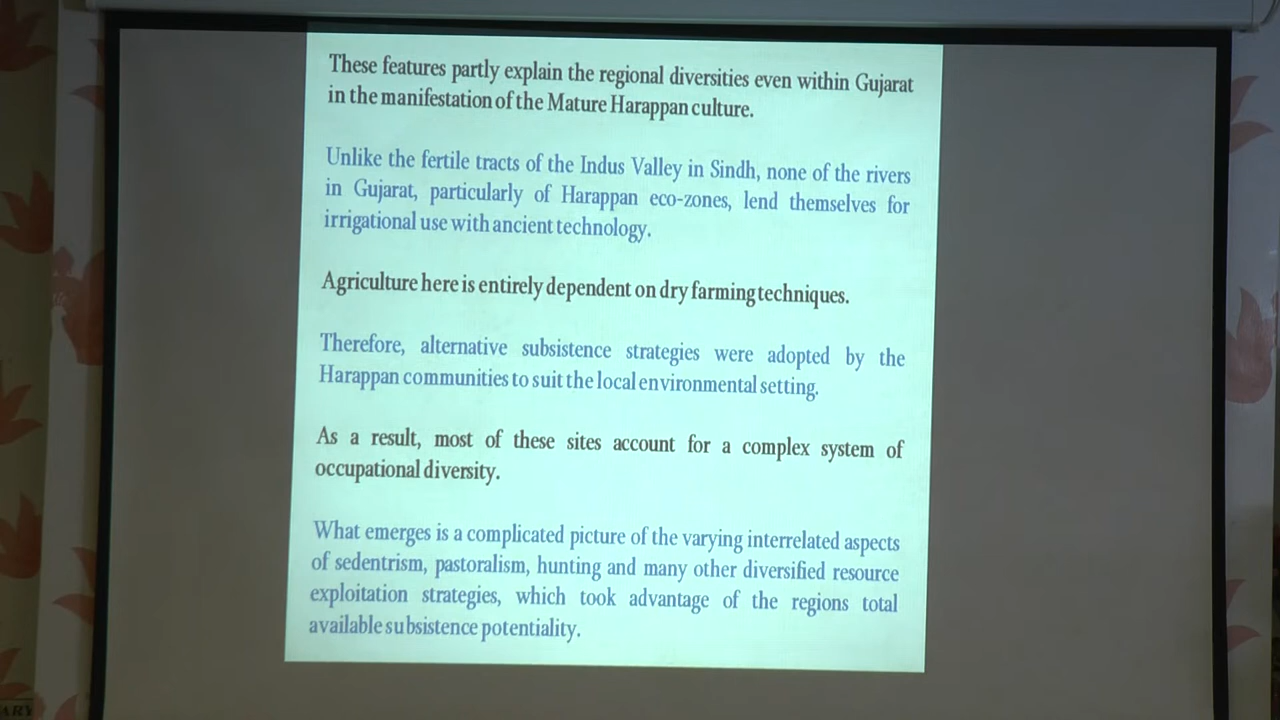 These features partly explain the regional diversities even within Gujarat
in the manifestation of the Mature Harappan culture.
Unlike the fertile tracts of the Indus Valley in Sindh, none of the rivers
in Gujarat, particularly of Harappan eco-zones, lend themselves for
irrigational use with ancient technology.
Agriculture here is entirely dependent on dry farming techniques.
Therefore, alternative subsistence strategies were adopted by the
Harappan communities to suit the local environmental setting.
As a result, most of these sites account for a complex system of
occupational diversity.
What emerges is a complicated picture of the varying interrelated aspects
of sedentrism, pastoralism, hunting and many other diversified resource
exploitation strategies, which took advantage of the regions total
available subsistence potentiality.
ARY